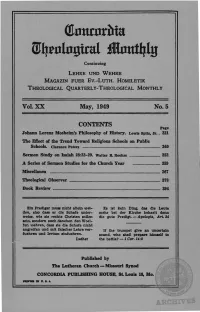 Concordia
Theological Monthly
Continuing
LEHRE UND WEHRE
MAGAZIN FUER EV.-LUTH. HOMILETIK
THEOLOGICAL QUARTERLY-THEOLOGICAL MONTHLY
Vol. XX May, 1949 No. 5
CONTENTS
Page
Johann Lorenz Mosheim's Philosophy of History. Lewis Spitz, Sr. 321
The Effect of the Trend Toward Religious Schools on Public
Schools. Clarence Peters 340
Sermon Study on Isaiah 52:13-15. Walter R. Roehrs
A Series of Sermon Studies for the Church Year
Miscellanea 367
Theological Observer
Book Review
Ein Prediger muss nicht allein wei-
den, also dass er die Schafe unter-
weise, wie sie rechte Christen sollen
sein, sondern auch daneben den Woel-
fen wehren, dass sie die Schafe nicht
angreifen und mit falscher Lehre ver-
fuehren und Irrtum einfuehren.
Luther
Es ist kein Ding, das die Leute
mehr bei der Kirche behaelt denn
die gute Predigt. — Apologie, Art. 24
If the trumpet give an uncertain
sound, who shall prepare himself to
the battle? — 1 Cor. 14:8
Published by
The Lutheran Church — Missouri Synod
CONCORDIA PUBLISHING HOUSE, St. Louis 18, Mo.
PRINTED IN U. S. A.
ARCHIVES